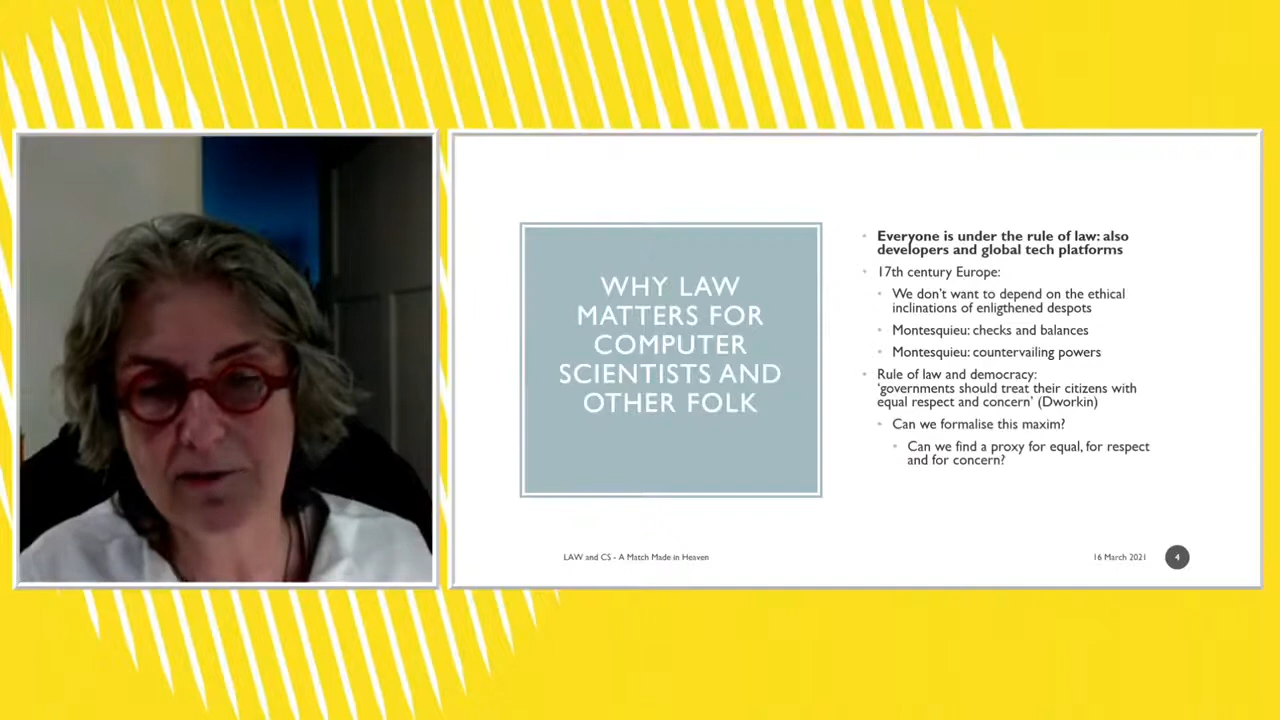 WHY LAW
MATTERS FOR
COMPUTER
SCIENTISTS AND
OTHER FOLK
Everyone is under the rule of law: also
developers and global tech platforms
17th century Europe:
We don't want to depend on the ethical
inclinations of enligthened despots
Montesquieu: checks and balances
Montesquieu: countervailing powers
Rule of law and democracy:
'governments should treat their citizens with
equal respect and concern' (Dworkin)
Can we formalise this maxim?
Can we find a proxy for equal, for respect
and for concern?
LAW and CS - A Match Made in Heaven
16 March 2021
4